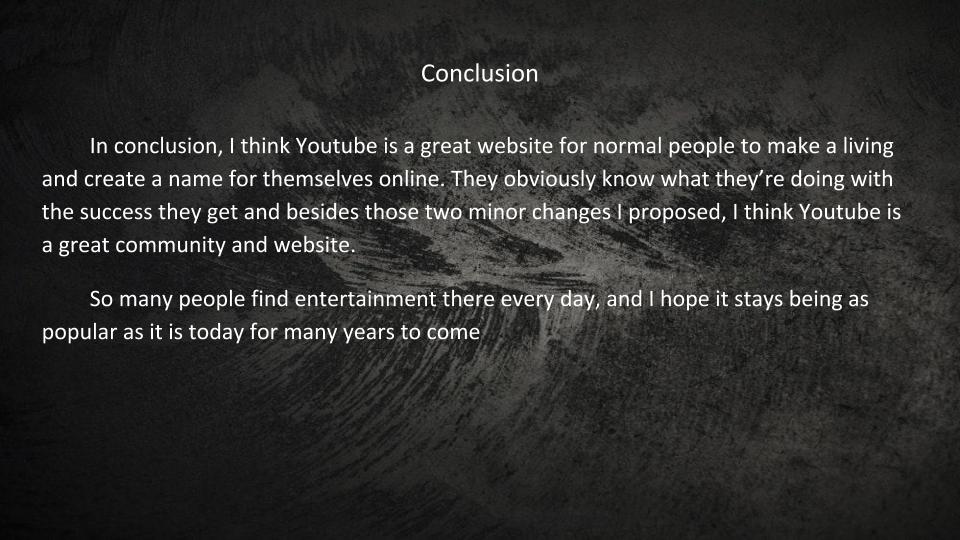 Conclusion
In conclusion, I think Youtube is a great website for normal people to make a living
and create a name for themselves online. They obviously know what they’re doing with
the success they get and besides those two minor changes I proposed, I think Youtube is
a great community and website.
So many people find entertainment there every day, and I hope it stays being as
popular as it is today for many years to come